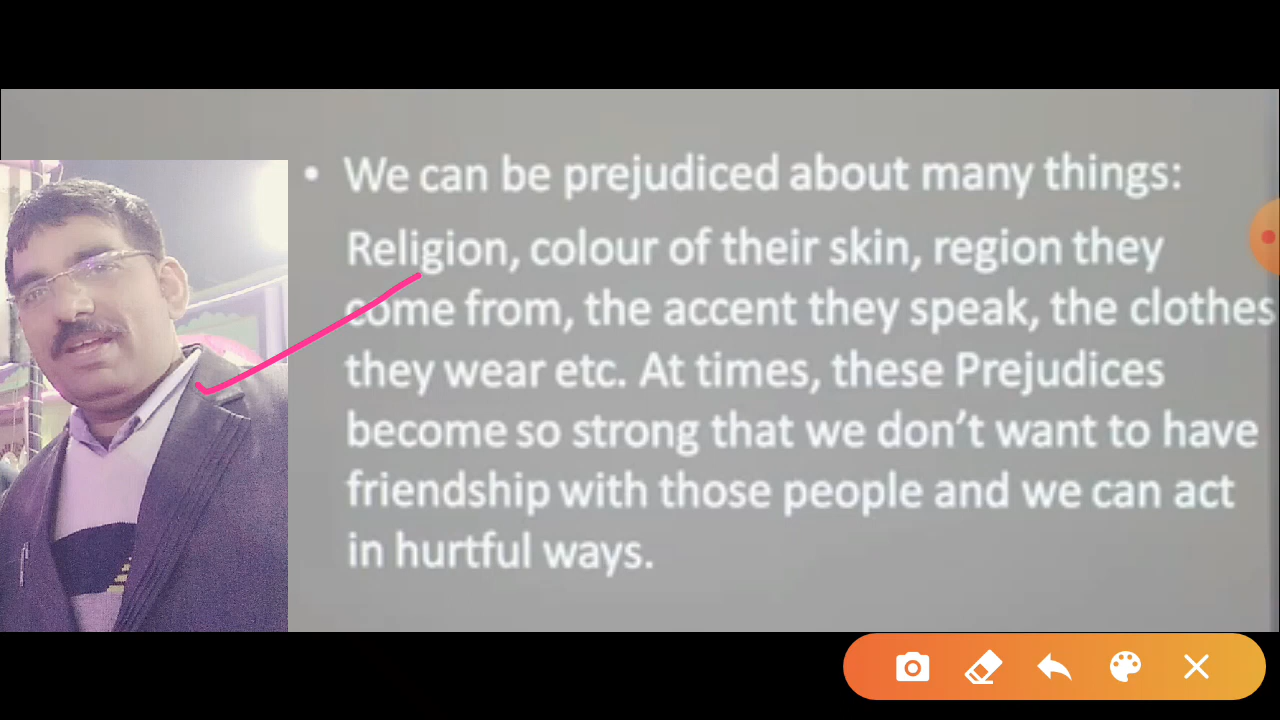 • We can be prejudiced about many things:
Religion, colour of their skin, region they
come from, the accent they speak, the clothes
they wear etc. At times, these Prejudices
become so strong that we don't want to have
friendship with those people and we can act
in hurtful ways.